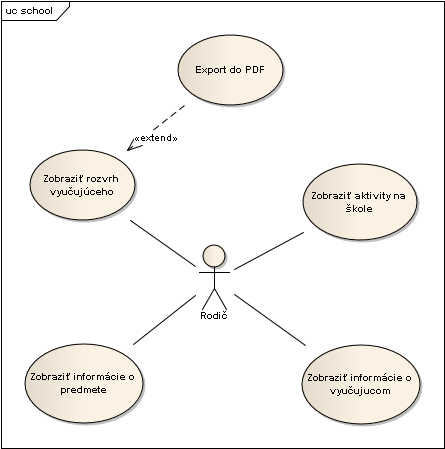 uc school
Export do PDF
«extend»
Zobraziť rozvrh
vyučujúceho
Zobraziť aktivity na
škole
Rodič
Zobraziť informácie o
predmete
Zobraziť informácie o
vyučujucom